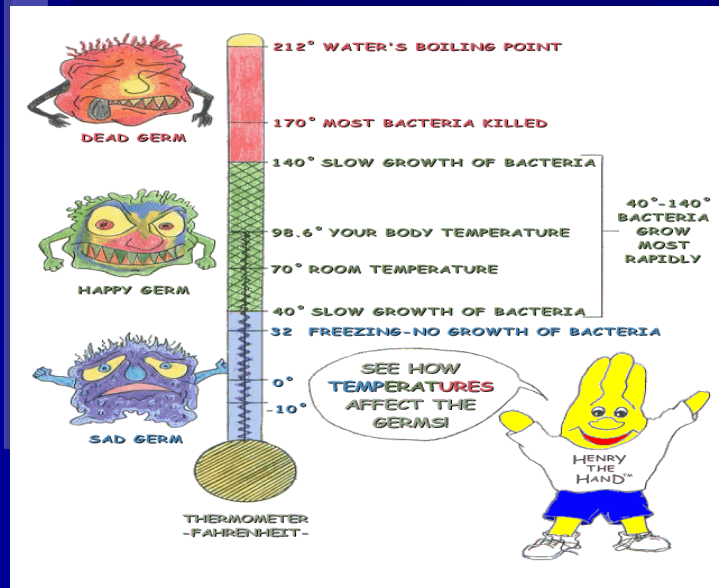 212° WATER'S BOILING POINT
DEAD GERM
170° MOST BACTERIA KILLED
140° SLOW GROWTH OF BACTERIA
40°-140°
BACTERIA
GROW
MOST
RAPIDLY
98.6° YOUR BODY TEMPERATURE
70° ROOM TEMPERATURE
HAPPY GERM
40° SLOW GROWTH OF BACTERIA
32 FREEZING-NO GROWTH OF BACTERIA
0°
-10°
SAD GERM
SEE HOW
TEMPERATURES
AFFECT THE
GERMS!
HENRY
THE
HAND™
THERMOMETER
-FAHRENHEIT-